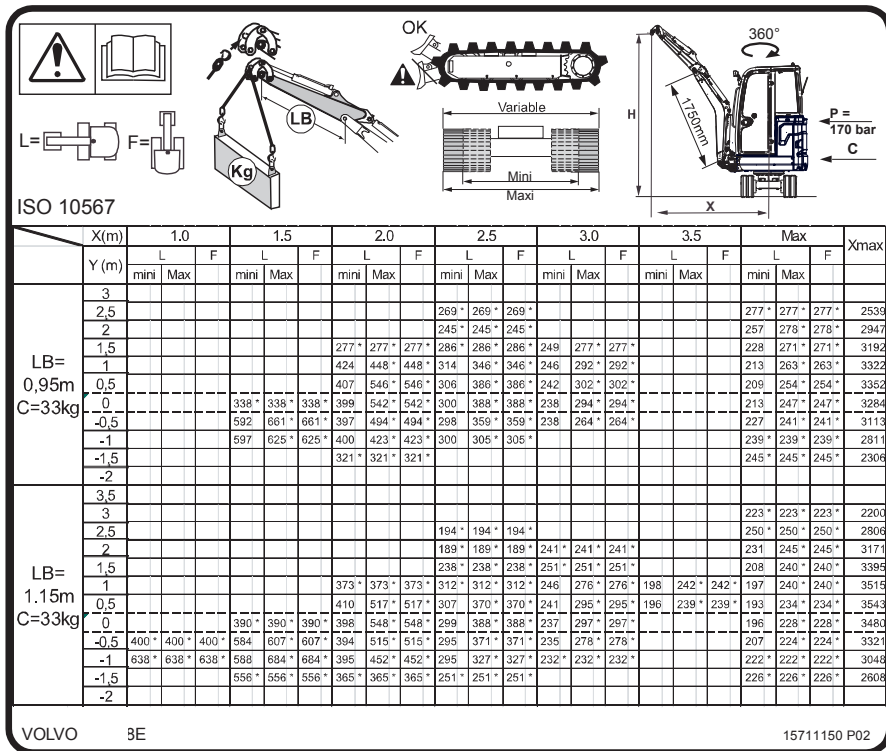 OK
360°
Variable
LB
L=
F=
Kg
Mini
Maxi
H
1750mm
P =
170 bar
C
X
ISO 10567
X(m) 1.0 1.5 2.0 2.5 3.0 3.5 Max Xmax
Y (m) L F L F L F L F L F L F L F
mini Max mini Max mini Max mini Max mini Max mini Max mini Max
LB=
0,95m
C=33kg
3
2,5 269 * 269 * 269 * 277 * 277 * 277 * 2539
2 245 * 245 * 245 * 257 278 * 278 * 2947
1,5 277 * 277 * 277 * 286 * 286 * 286 * 249 277 * 277 * 228 271 * 271 * 3192
1 424 448 * 448 * 314 346 * 346 * 246 292 * 292 * 213 263 * 263 * 3322
0,5 407 546 * 546 * 306 386 * 386 * 242 302 * 302 * 209 254 * 254 * 3352
0 338 * 338 * 338 * 399 542 * 542 * 300 388 * 388 * 238 294 * 294 * 213 247 * 247 * 3284
-0,5 592 661 * 661 * 397 494 * 494 * 298 359 * 359 * 238 264 * 264 * 227 241 * 241 * 3113
-1 597 625 * 625 * 400 423 * 423 * 300 305 * 305 * 239 * 239 * 239 * 2811
-1,5 321 * 321 * 321 * 245 * 245 * 245 * 2306
-2
LB=
1.15m
C=33kg
3,5
3 223 * 223 * 223 * 2200
2,5 194 * 194 * 194 * 250 * 250 * 250 * 2806
2 189 * 189 * 189 * 241 * 241 * 241 * 231 245 * 245 * 3171
1,5 238 * 238 * 238 * 251 * 251 * 251 * 208 240 * 240 * 3395
1 373 * 373 * 373 * 312 * 312 * 312 * 246 276 * 276 * 198 242 * 242 * 197 240 * 240 * 3515
0,5 410 517 * 517 * 307 370 * 370 * 241 295 * 295 * 196 239 * 239 * 193 234 * 234 * 3543
0 390 * 390 * 390 * 398 548 * 548 * 299 388 * 388 * 237 297 * 297 * 196 228 * 228 * 3480
-0,5 400 * 400 * 400 * 584 607 * 607 * 394 515 * 515 * 295 371 * 371 * 235 278 * 278 * 207 224 * 224 * 3321
-1 638 * 638 * 638 * 588 684 * 684 * 395 452 * 452 * 295 327 * 327 * 232 * 232 * 232 * 222 * 222 * 222 * 3048
-1,5 556 * 556 * 556 * 365 * 365 * 365 * 251 * 251 * 251 * 226 * 226 * 226 * 2608
-2
VOLVO
15711150 P02